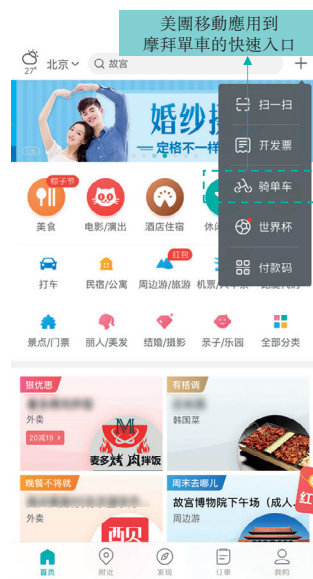 美團移動應用到
摩拜單車的快速入口
27°
北京
故宫
扫一扫
开发票
骑单车
世界杯
付款码
婚纱
定格不一样
粽子节
美食
电影/演出
酒店住宿
休闲
红包
打车
民宿/公寓
周边游/旅游
机票/火车票
景点/门票
丽人/美发
结婚/摄影
亲子/乐园
全部分类
狠优惠
外卖
20减19 >
麦多烤肉拌饭
有格调
韩国菜
晚餐不将就
外卖
西贝
周末去哪儿
故宫博物院下午场（成人...
周边游
红
首页
附近
发现
订单
我的